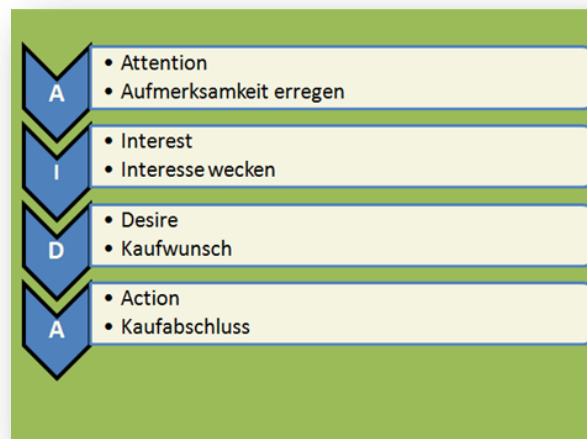 A
• Attention
• Aufmerksamkeit erregen
I
• Interest
• Interesse wecken
D
• Desire
• Kaufwunsch
A
• Action
• Kaufabschluss